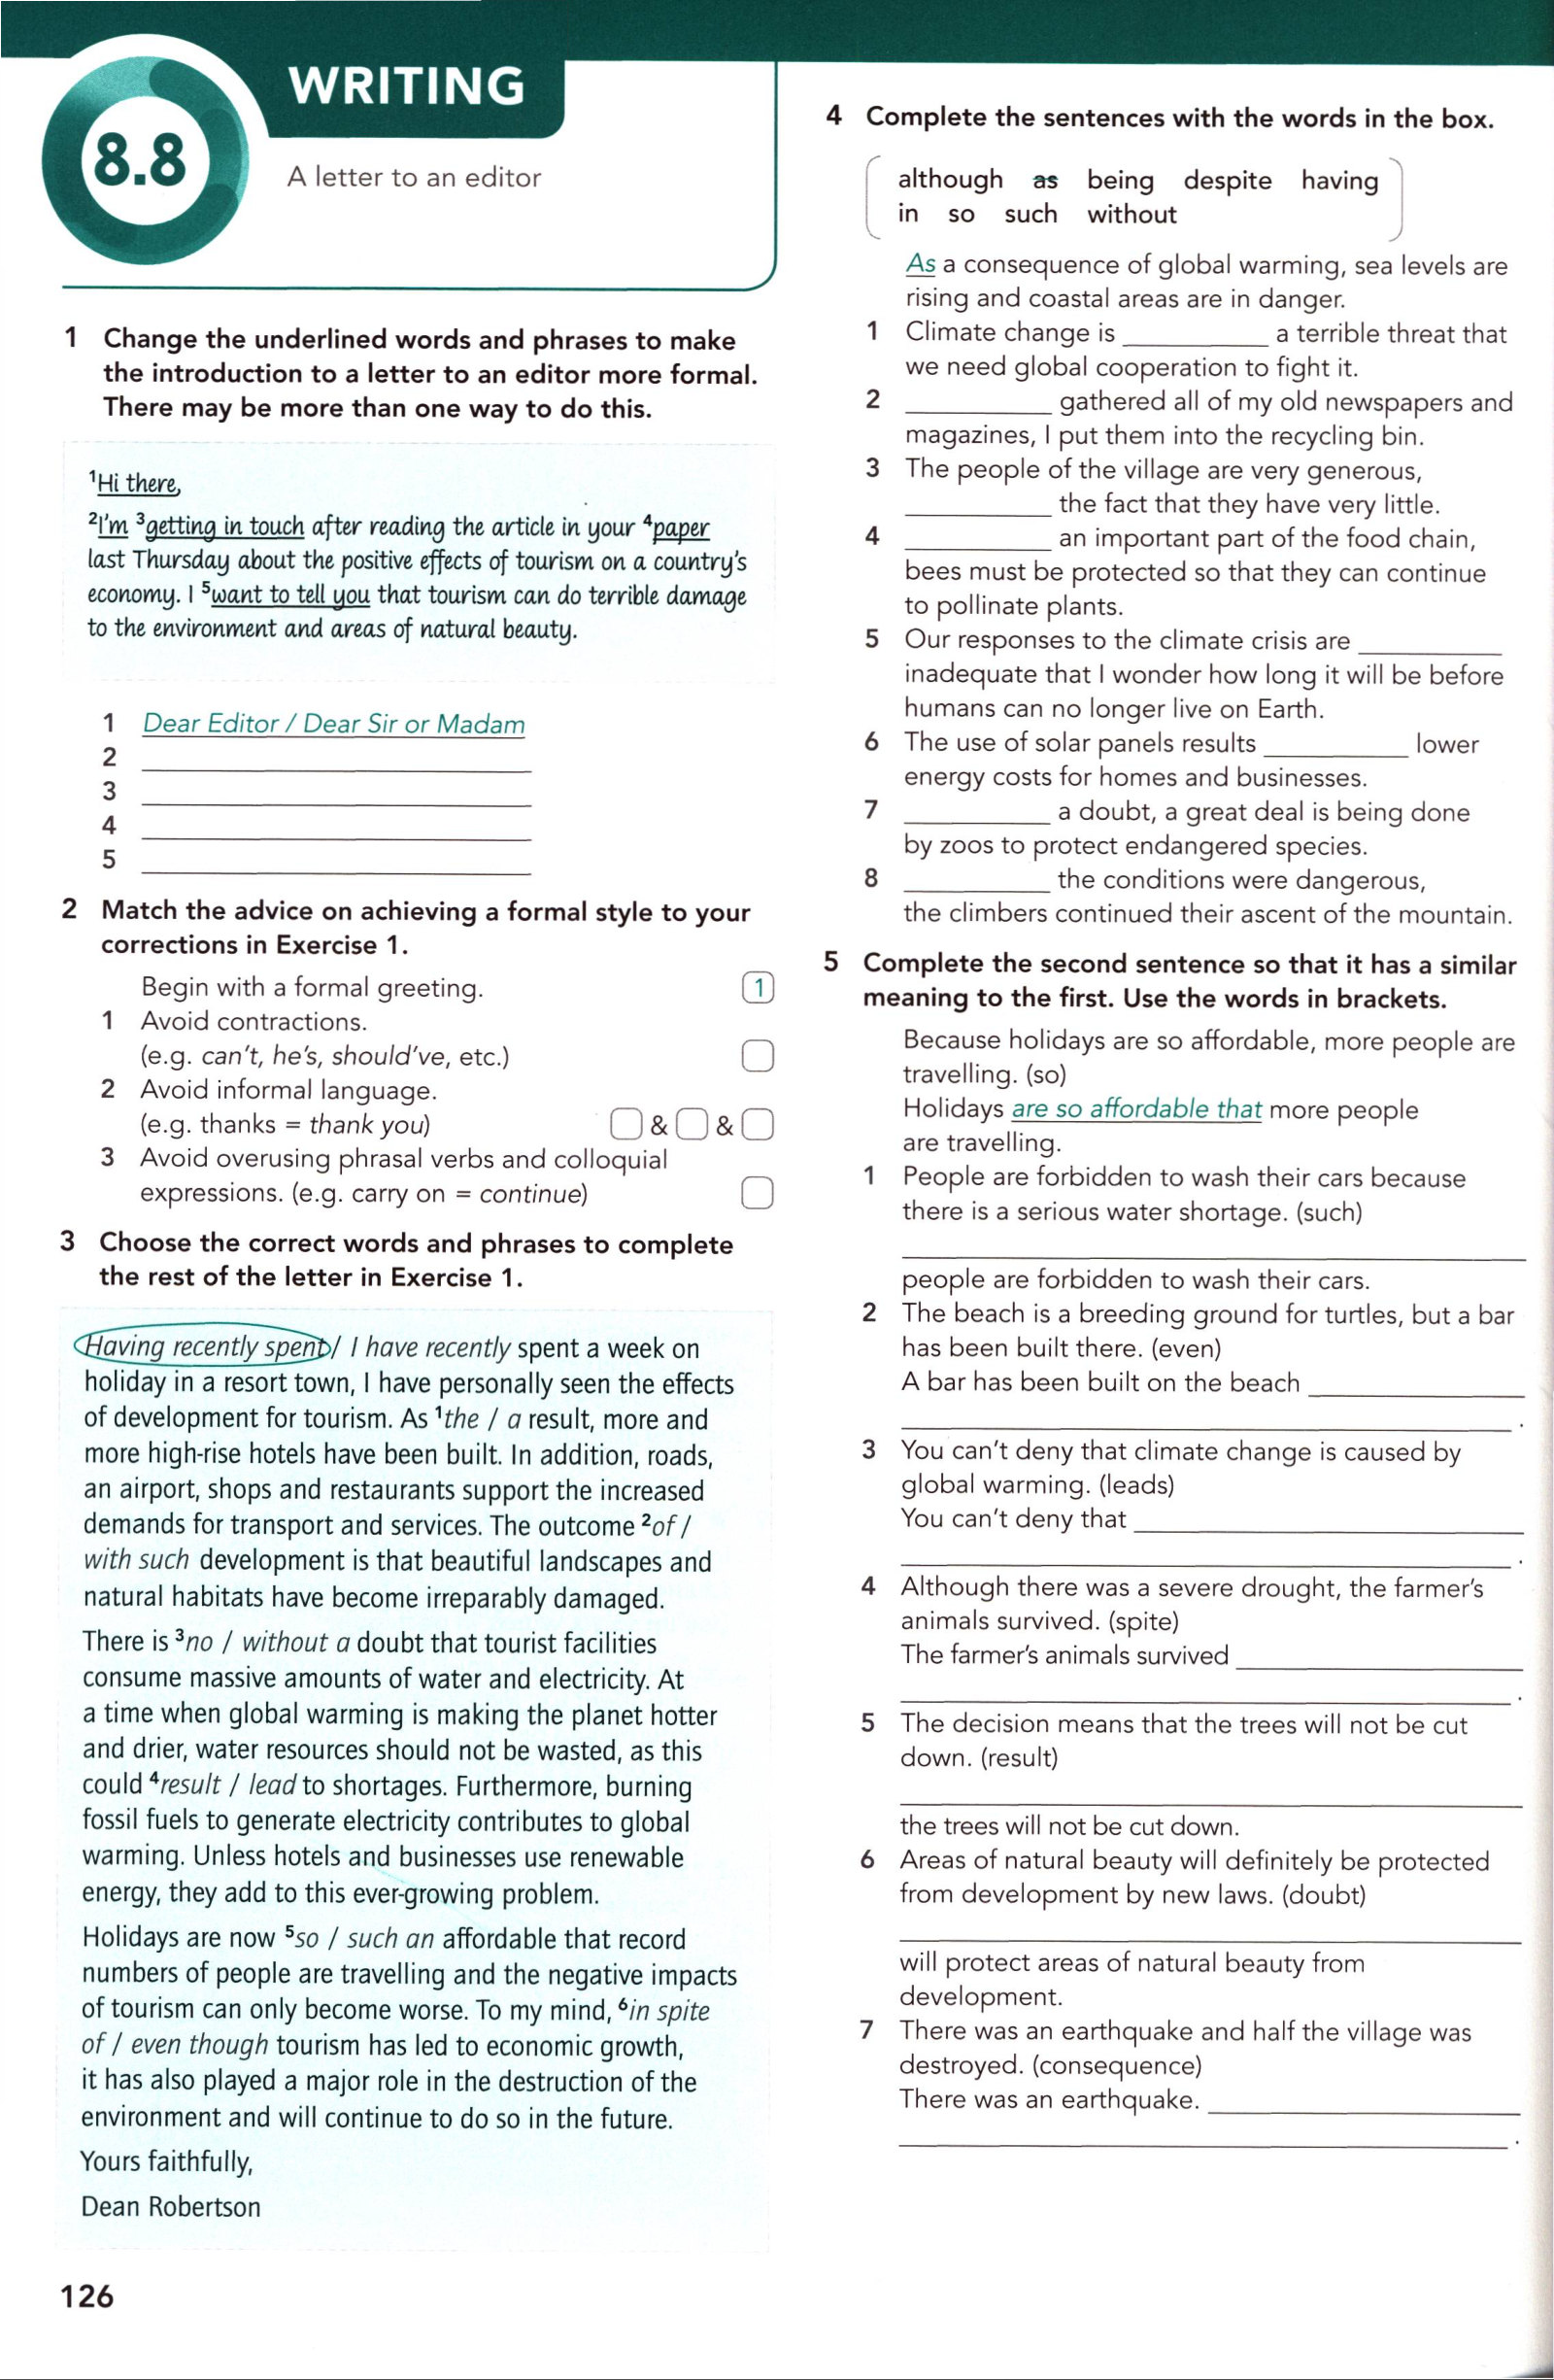 WRITING
8.8
A letter to an editor
1 Change the underlined words and phrases to make
the introduction to a letter to an editor more formal.
There may be more than one way to do this.
1Hi there,
2I'm 3getting in touch after reading the article in your 4paper
last Thursday about the positive effects of tourism on a country's
economy. I 5want to tell you that tourism can do terrible damage
to the environment and areas of natural beauty.
1 Dear Editor / Dear Sir or Madam
2
3
4
5
2 Match the advice on achieving a formal style to your
corrections in Exercise 1.
Begin with a formal greeting. 1
1 Avoid contractions.
(e.g. can't, he's, should've, etc.)
2 Avoid informal language.
(e.g. thanks = thank you) & &
3 Avoid overusing phrasal verbs and colloquial
expressions. (e.g. carry on = continue)
3 Choose the correct words and phrases to complete
the rest of the letter in Exercise 1.
Having recently spent / I have recently spent a week on
holiday in a resort town, I have personally seen the effects
of development for tourism. As 1the / a result, more and
more high-rise hotels have been built. In addition, roads,
an airport, shops and restaurants support the increased
demands for transport and services. The outcome 2of /
with such development is that beautiful landscapes and
natural habitats have become irreparably damaged.
There is 3no / without a doubt that tourist facilities
consume massive amounts of water and electricity. At
a time when global warming is making the planet hotter
and drier, water resources should not be wasted, as this
could 4result / lead to shortages. Furthermore, burning
fossil fuels to generate electricity contributes to global
warming. Unless hotels and businesses use renewable
energy, they add to this ever-growing problem.
Holidays are now 5so / such an affordable that record
numbers of people are travelling and the negative impacts
of tourism can only become worse. To my mind, 6in spite
of / even though tourism has led to economic growth,
it has also played a major role in the destruction of the
environment and will continue to do so in the future.
Yours faithfully,
Dean Robertson
126
4 Complete the sentences with the words in the box.
although as being despite having
in so such without
As a consequence of global warming, sea levels are
rising and coastal areas are in danger.
1 Climate change is ____ a terrible threat that
we need global cooperation to fight it.
2 ____ gathered all of my old newspapers and
magazines, I put them into the recycling bin.
3 The people of the village are very generous,
____ the fact that they have very little.
4 ____ an important part of the food chain,
bees must be protected so that they can continue
to pollinate plants.
5 Our responses to the climate crisis are ____
inadequate that I wonder how long it will be before
humans can no longer live on Earth.
6 The use of solar panels results ____ lower
energy costs for homes and businesses.
7 ____ a doubt, a great deal is being done
by zoos to protect endangered species.
8 ____ the conditions were dangerous,
the climbers continued their ascent of the mountain.
5 Complete the second sentence so that it has a similar
meaning to the first. Use the words in brackets.
Because holidays are so affordable, more people are
travelling. (so)
Holidays are so affordable that more people
are travelling.
1 People are forbidden to wash their cars because
there is a serious water shortage. (such)
____
people are forbidden to wash their cars.
2 The beach is a breeding ground for turtles, but a bar
has been built there. (even)
A bar has been built on the beach ____
____.
3 You can't deny that climate change is caused by
global warming. (leads)
You can't deny that ____
____.
4 Although there was a severe drought, the farmer's
animals survived. (spite)
The farmer's animals survived ____
____.
5 The decision means that the trees will not be cut
down. (result)
____
the trees will not be cut down.
6 Areas of natural beauty will definitely be protected
from development by new laws. (doubt)
____
will protect areas of natural beauty from
development.
7 There was an earthquake and half the village was
destroyed. (consequence)
There was an earthquake. ____
____.